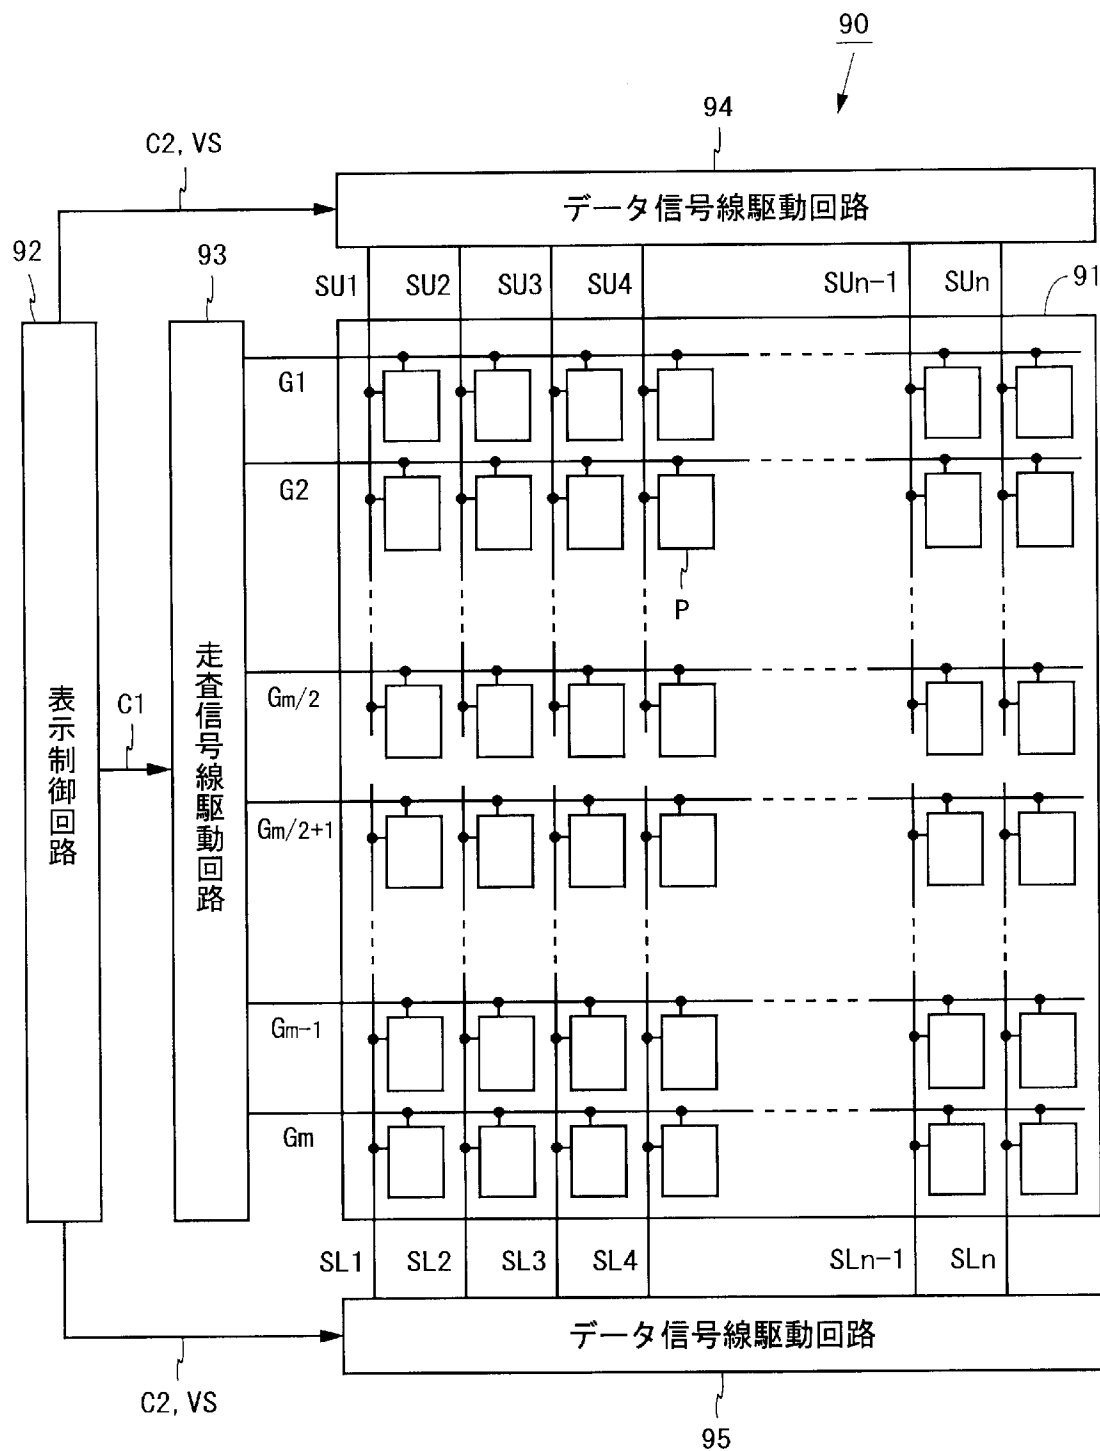 90
94
C2, VS
データ信号線駆動回路
92
93
SU1
SU2
SU3
SU4
SUn-1
SUn
91
G1
G2
P
Gm/2
C1
表示制御回路
走査信号線駆動回路
Gm/2+1
Gm-1
Gm
SL1
SL2
SL3
SL4
SLn-1
SLn
データ信号線駆動回路
C2, VS
95